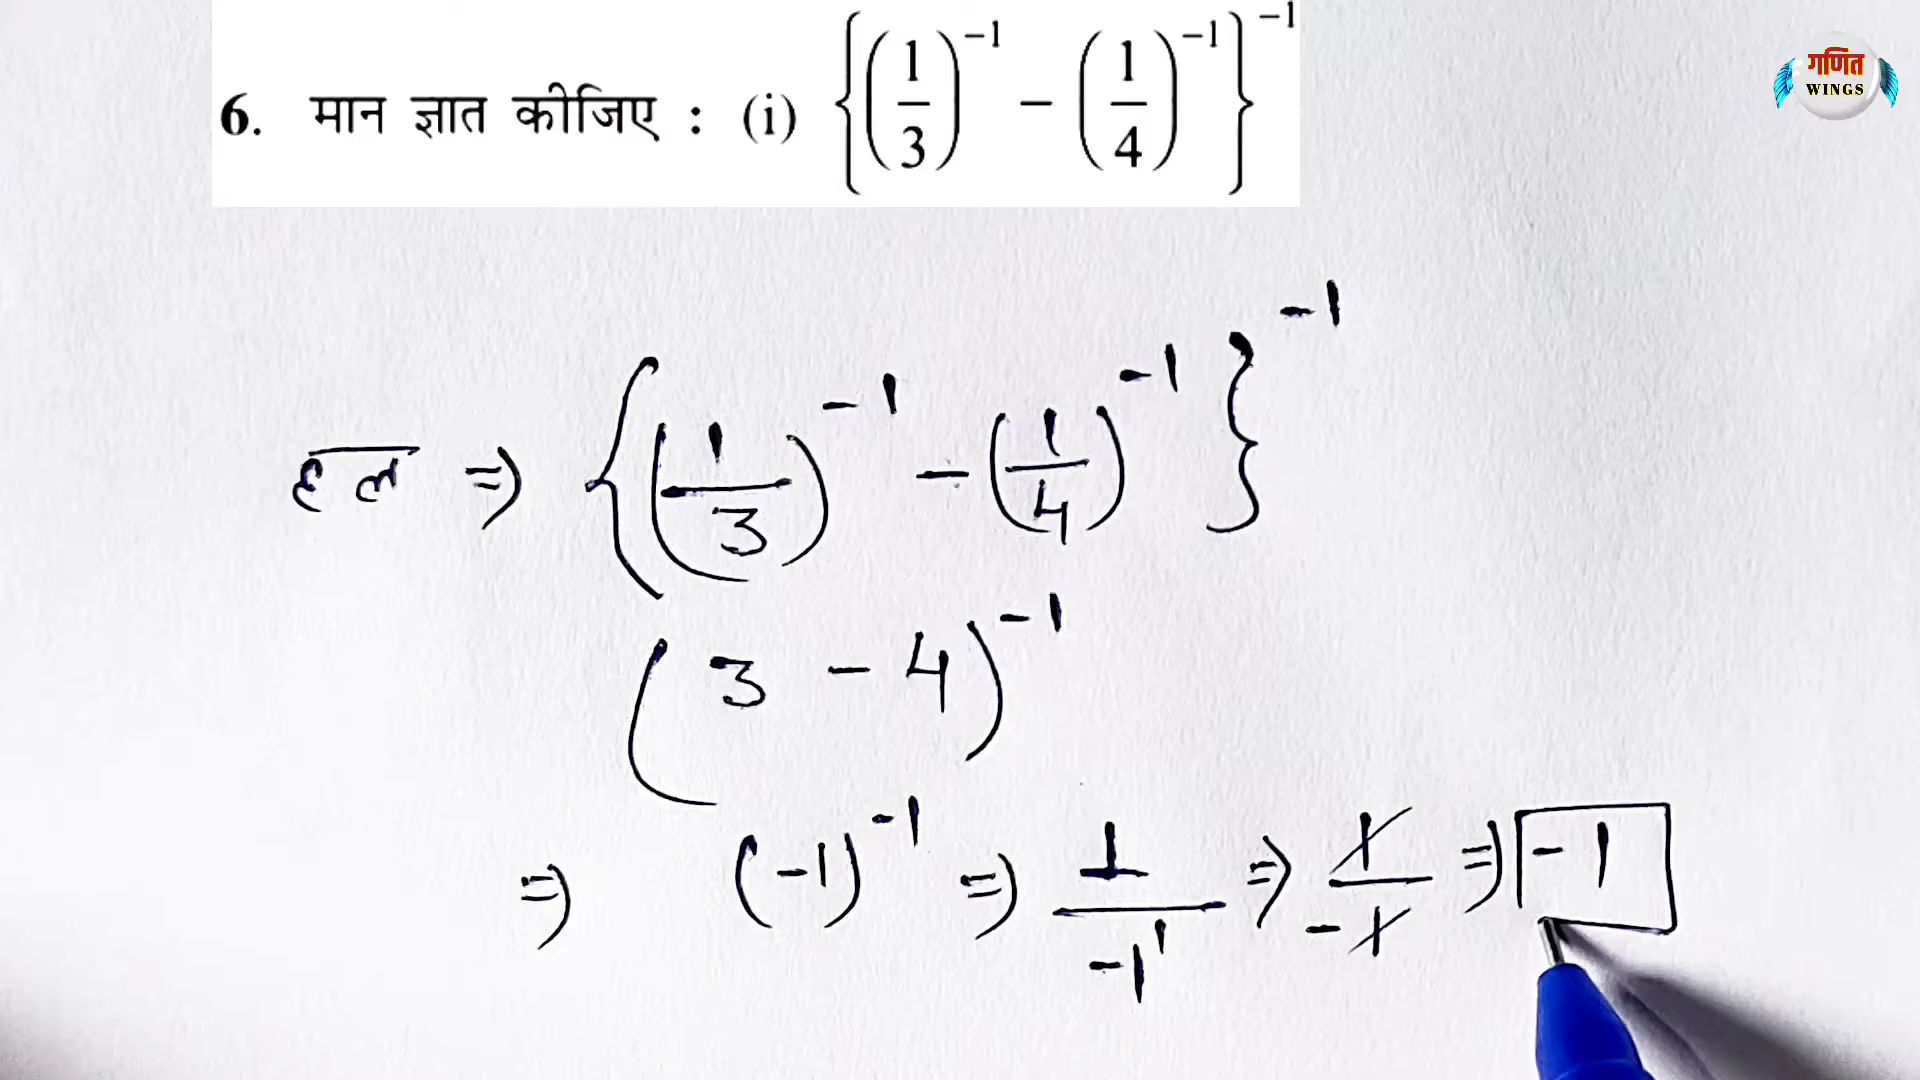 6. मान ज्ञात कीजिए : (i) {(1/3)^-1 − (1/4)^-1}^-1
गणित
WINGS
हल ⇒ {(1/3)^-1 − (1/4)^-1}^-1
(3 − 4)^-1
⇒ (-1)^-1 ⇒ 1/-1^1 ⇒ 1/-1 ⇒ -1